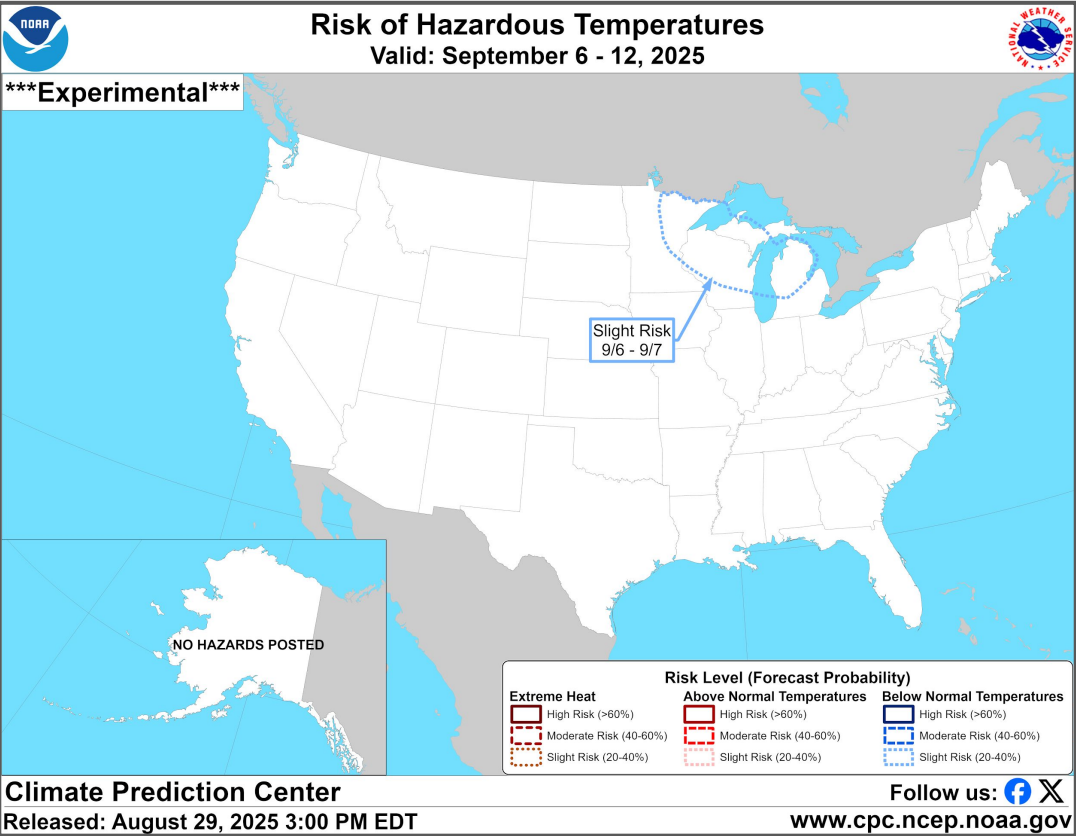 NOAA
Risk of Hazardous Temperatures
Valid: September 6 - 12, 2025
NATIONAL WEATHER SERVICE
***Experimental***
Slight Risk
9/6 - 9/7
NO HAZARDS POSTED
Risk Level (Forecast Probability)
Extreme Heat
High Risk (>60%)
Moderate Risk (40-60%)
Slight Risk (20-40%)
Above Normal Temperatures
High Risk (>60%)
Moderate Risk (40-60%)
Slight Risk (20-40%)
Below Normal Temperatures
High Risk (>60%)
Moderate Risk (40-60%)
Slight Risk (20-40%)
Climate Prediction Center
Follow us:
Released: August 29, 2025 3:00 PM EDT
www.cpc.ncep.noaa.gov